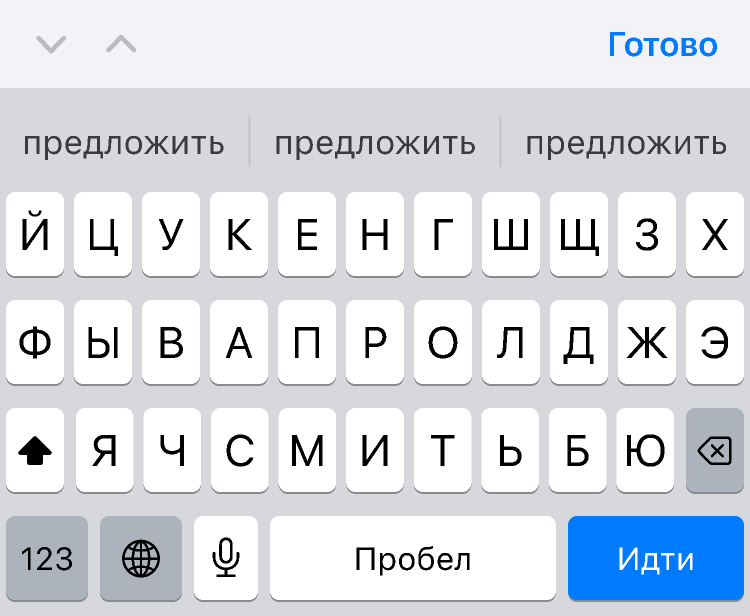 Готово
предложить предложить предложить
Й Ц У К Е Н Г Ш Щ З Х
Ф Ы В А П Р О Л Д Ж Э
Я Ч С М И Т Ь Б Ю
123 Пробел Идти